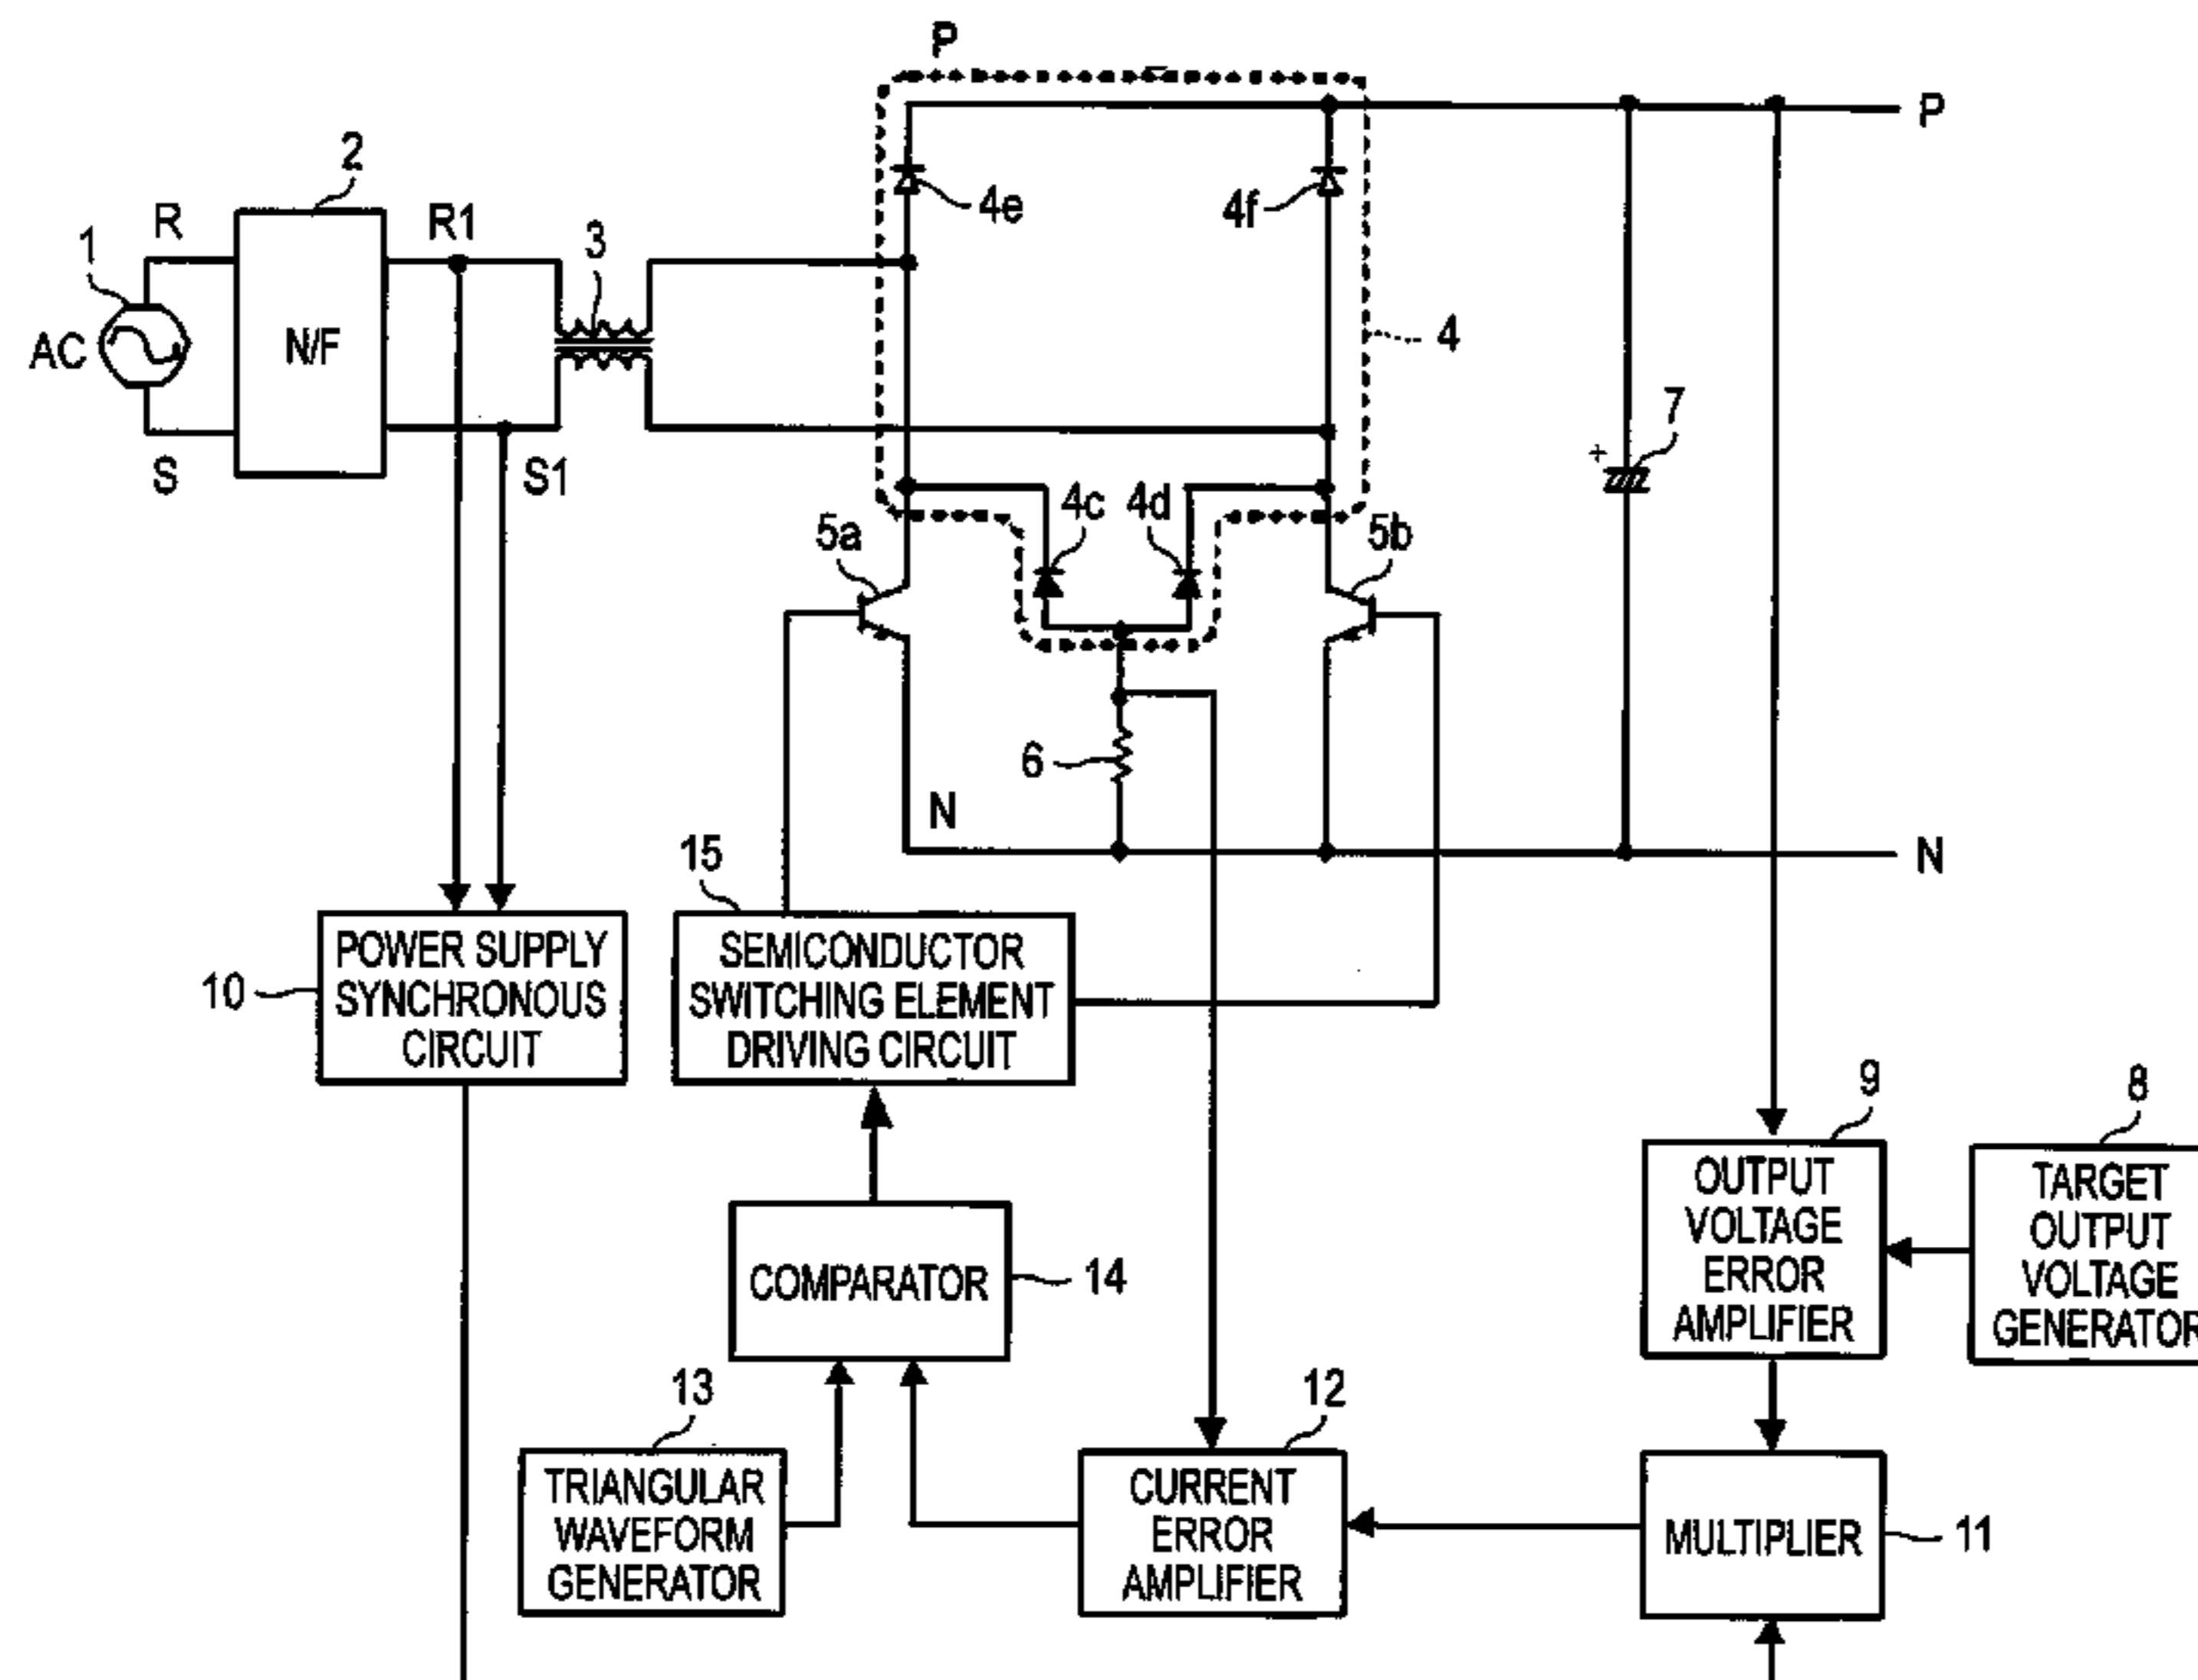 P
P
2
R
R1
3
4e
4f
1
AC
N/F
4
7
+
S
S1
4c
4d
5a
5b
6
N
N
15
10
POWER SUPPLY
SYNCHRONOUS
CIRCUIT
SEMICONDUCTOR
SWITCHING ELEMENT
DRIVING CIRCUIT
9
8
OUTPUT
VOLTAGE
ERROR
AMPLIFIER
TARGET
OUTPUT
VOLTAGE
GENERATOR
COMPARATOR
14
13
12
TRIANGULAR
WAVEFORM
GENERATOR
CURRENT
ERROR
AMPLIFIER
MULTIPLIER
11